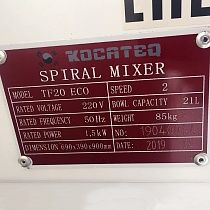 KOCATEQ
SPIRAL MIXER
MODEL TF20 ECO SPEED 2
RATED VOLTAGE 220V BOWL CAPACITY 21L
RATED FREQUENCY 50Hz WEIGHT 85kg
RATED POWER 1,5kW NO
DIMENSION 690x390x900mm DATE 2019